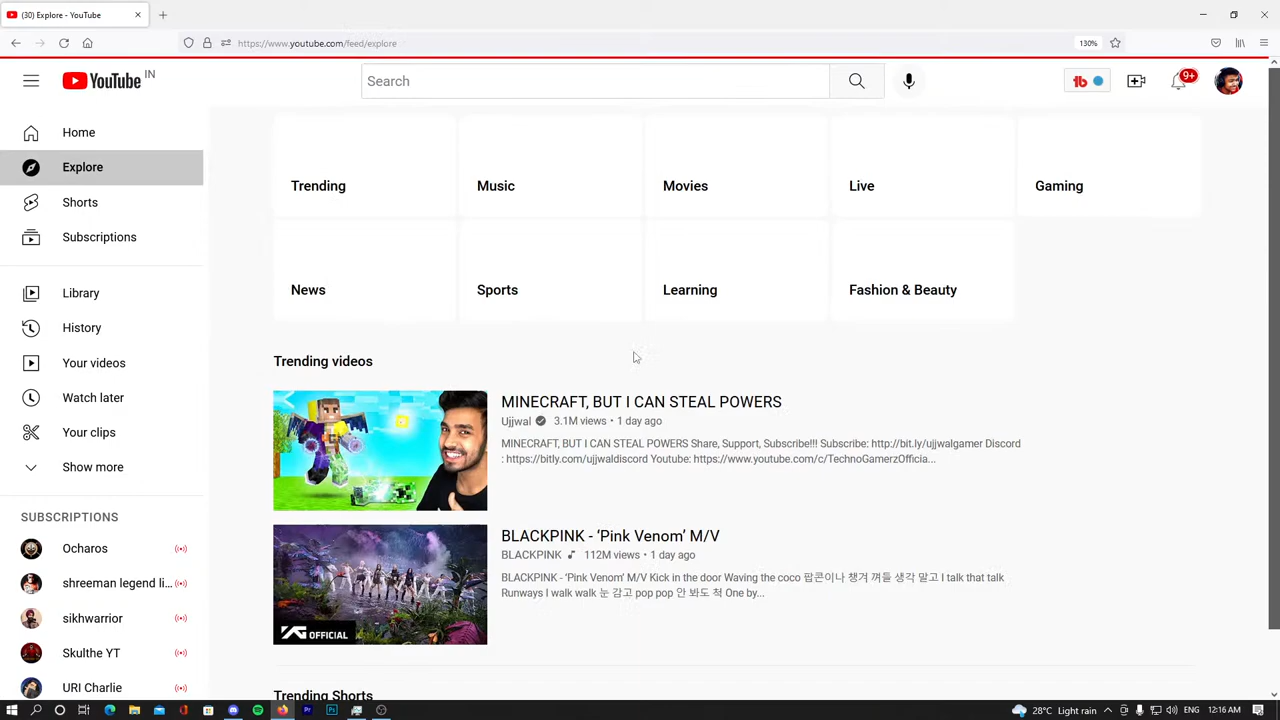 (30) Explore - YouTube
https://www.youtube.com/feed/explore
130%
YouTube IN
Search
9+
Home
Explore
Shorts
Subscriptions
Library
History
Your videos
Watch later
Your clips
Show more
SUBSCRIPTIONS
Ocharos
shreeman legend li...
sikhwarrior
Skulthe YT
URI Charlie
Trending
Music
Movies
Live
Gaming
News
Sports
Learning
Fashion & Beauty
Trending videos
MINECRAFT, BUT I CAN STEAL POWERS
Ujjwal 3.1M views • 1 day ago
MINECRAFT, BUT I CAN STEAL POWERS Share, Support, Subscribe!!! Subscribe: http://bit.ly/ujjwalgamer Discord
: https://bitly.com/ujjwaldiscord Youtube: https://www.youtube.com/c/TechnoGamerzOfficia...
OFFICIAL
BLACKPINK - ‘Pink Venom’ M/V
BLACKPINK 112M views • 1 day ago
BLACKPINK - ‘Pink Venom’ M/V Kick in the door Waving the coco 팝콘이나 챙겨 껴들 생각 말고 I talk that talk
Runways I walk walk 눈 감고 pop pop 안 봐도 척 One by...
Trending Shorts
28°C Light rain
12:16 AM